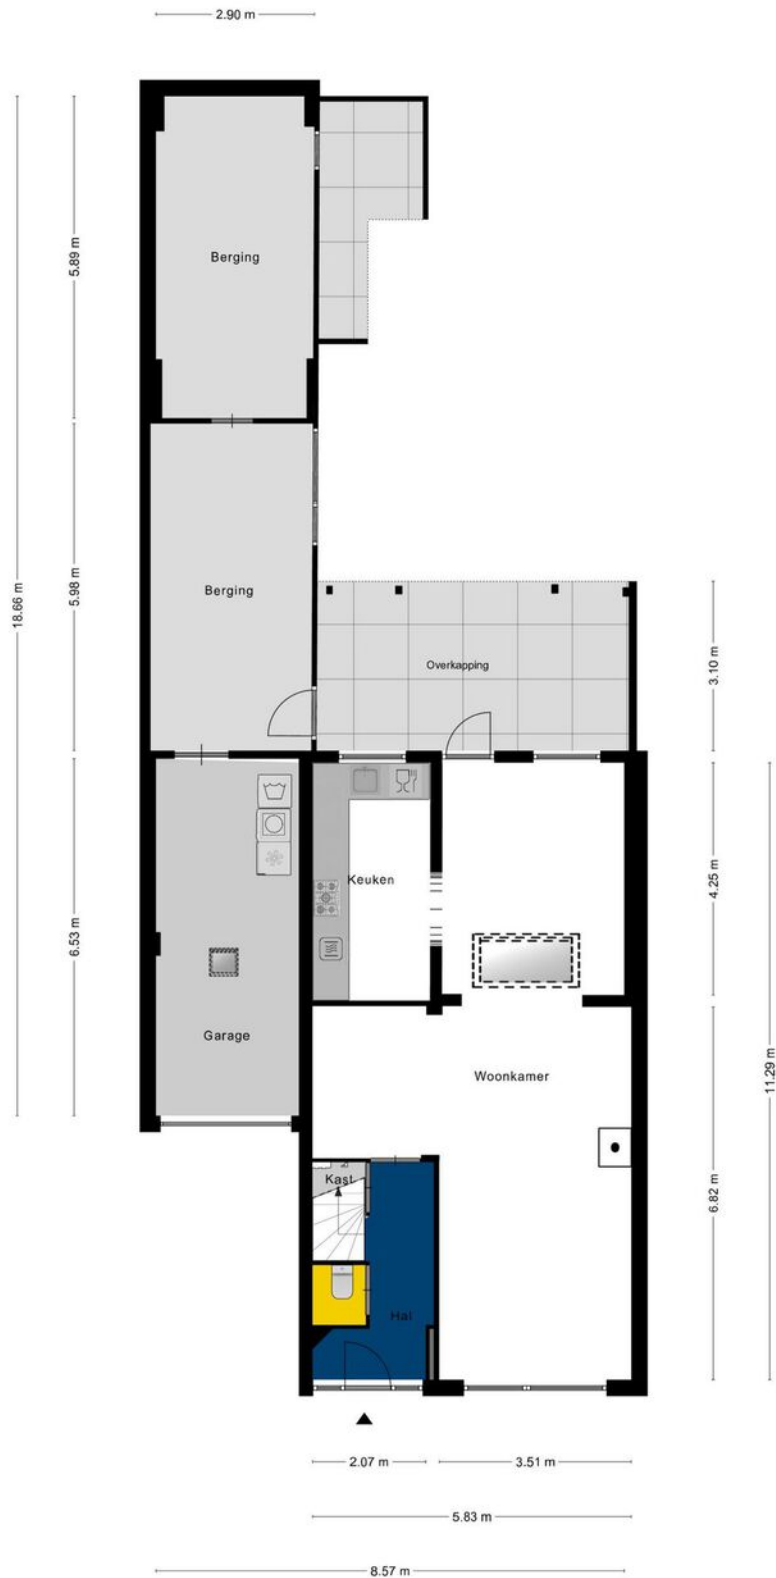 2.90 m
5.89 m
Berging
18.66 m
5.98 m
Berging
3.10 m
Overkapping
Keuken
4.25 m
6.53 m
Garage
Woonkamer
11.29 m
Kast
6.82 m
Hal
2.07 m
3.51 m
5.83 m
8.57 m